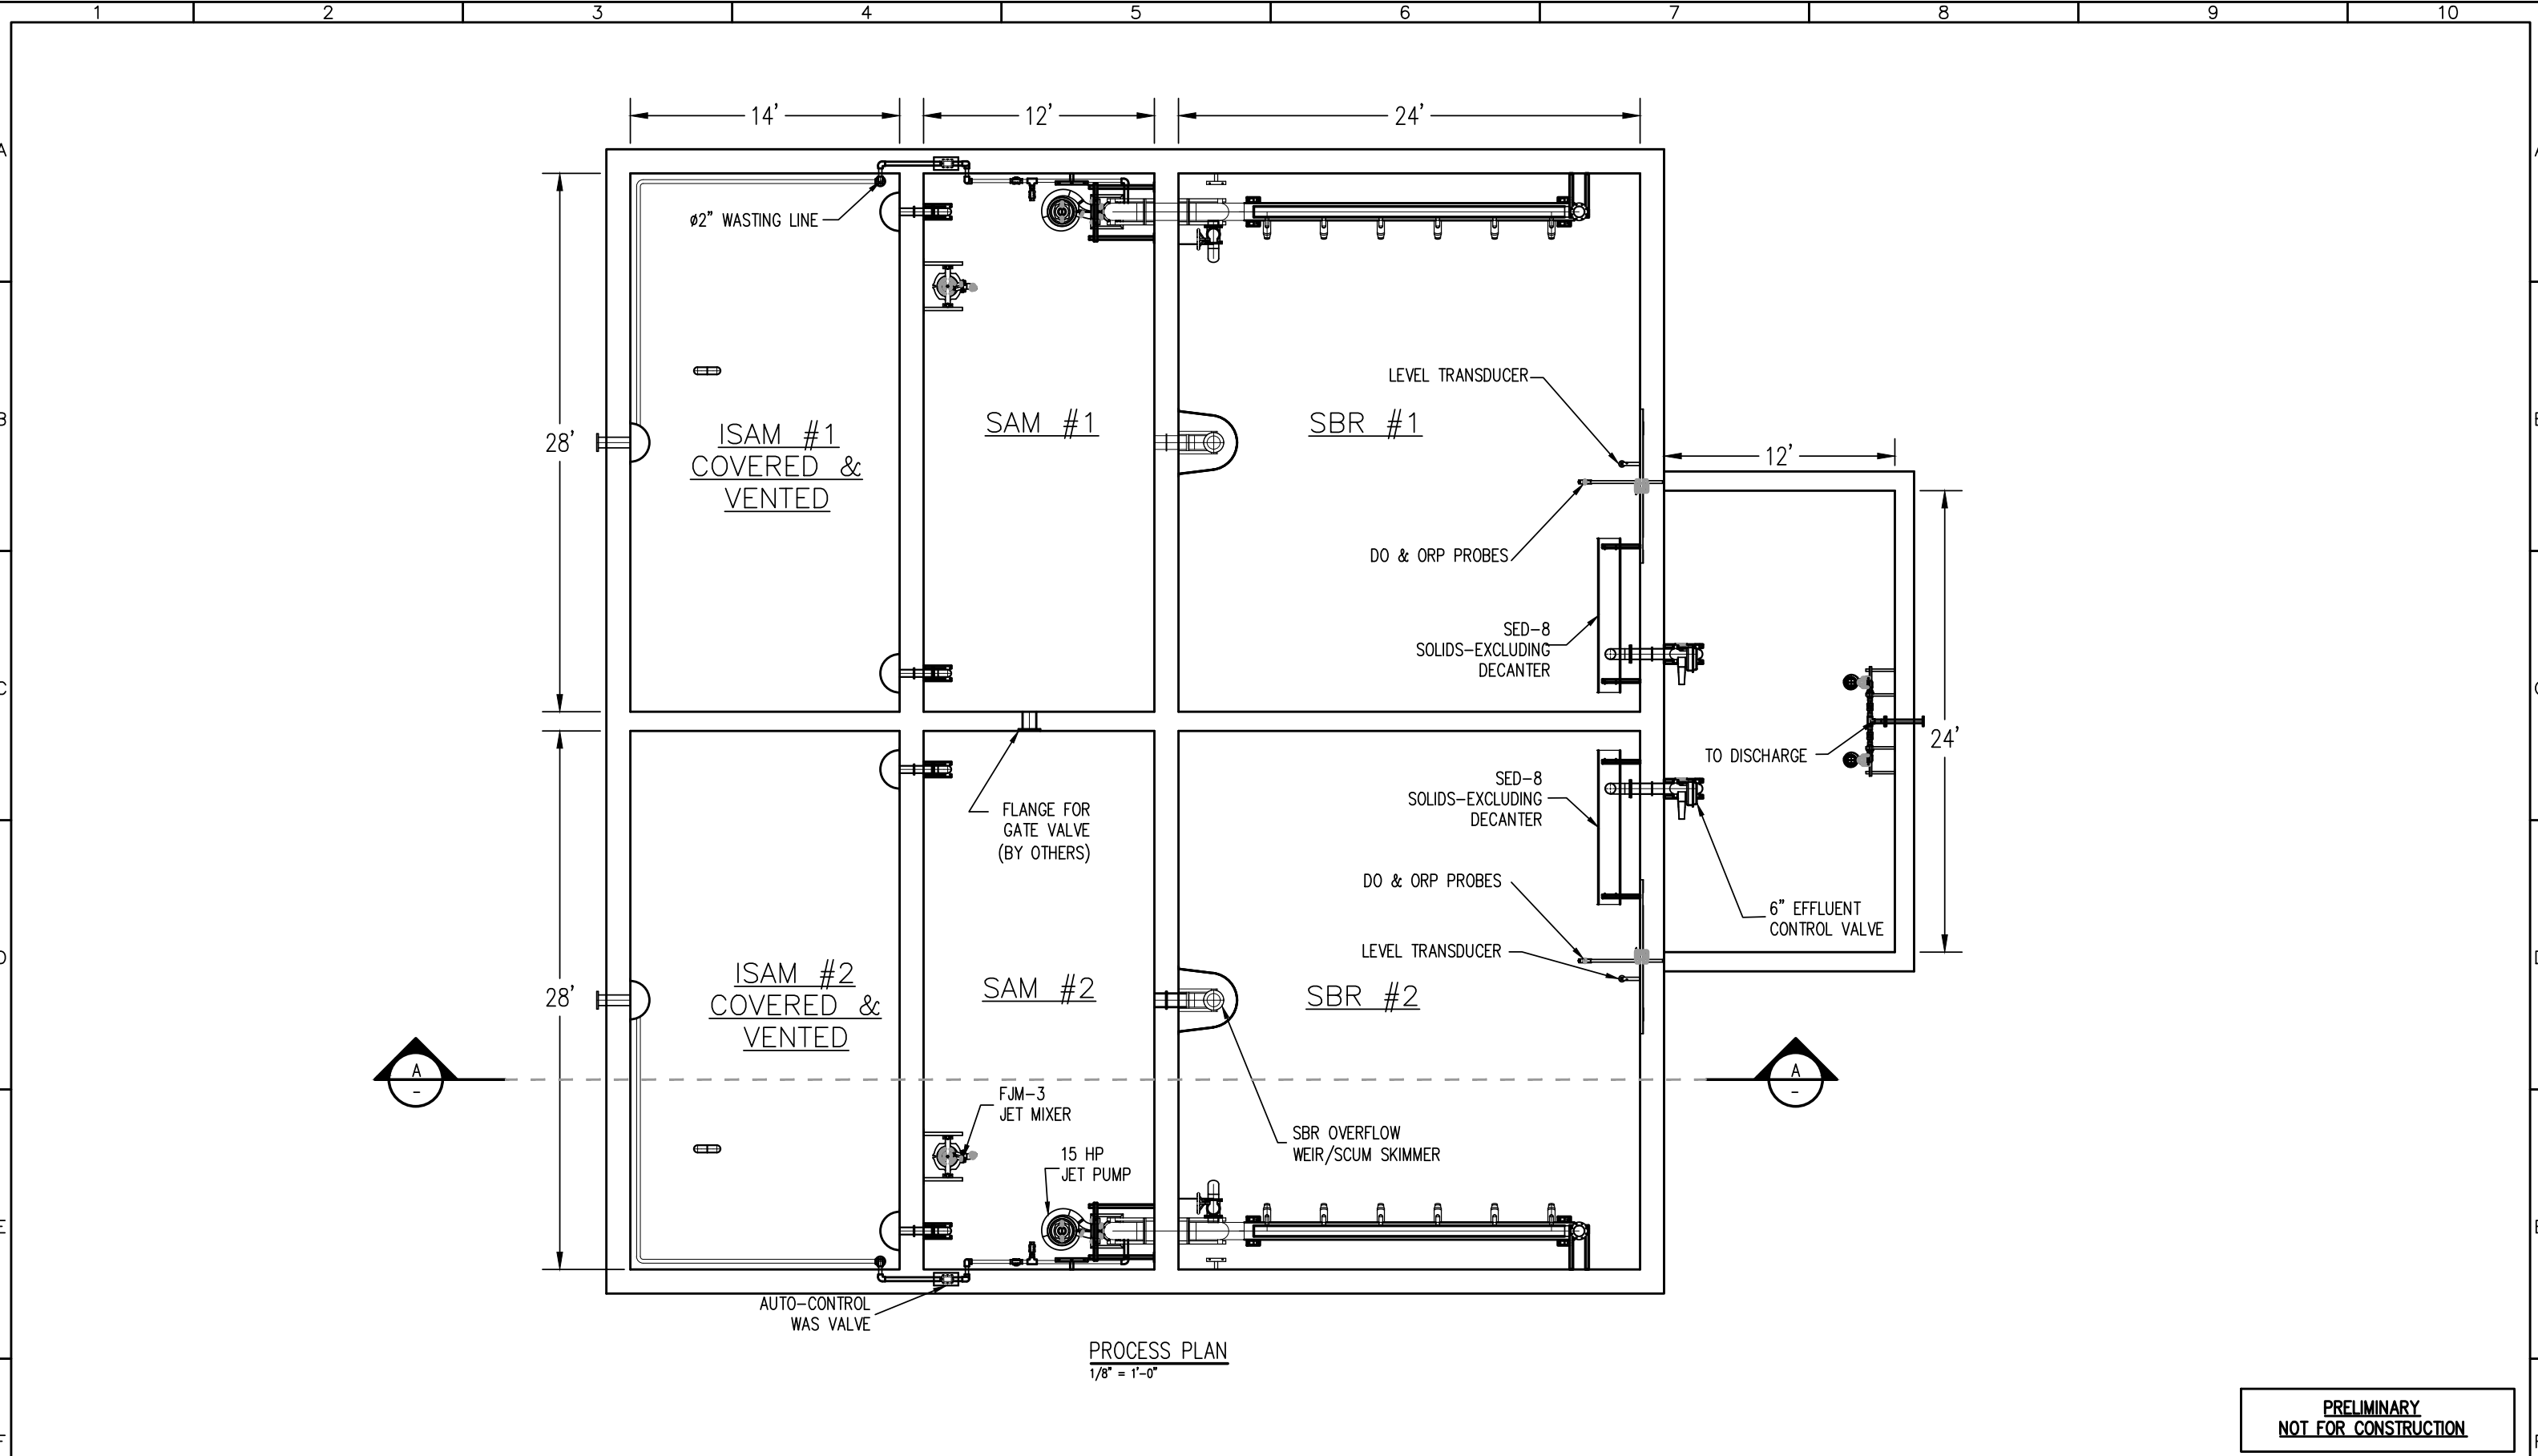 1 2 3 4 5 6 7 8 9 10
14' 12' 24'
A
ø2" WASTING LINE
LEVEL TRANSDUCER
SAM #1
SBR #1
28'
ISAM #1
COVERED &
VENTED
12'
DO & ORP PROBES
SED-8
SOLIDS-EXCLUDING
DECANTER
24'
TO DISCHARGE
FLANGE FOR
GATE VALVE
(BY OTHERS)
SED-8
SOLIDS-EXCLUDING
DECANTER
DO & ORP PROBES
6" EFFLUENT
CONTROL VALVE
LEVEL TRANSDUCER
28'
ISAM #2
COVERED &
VENTED
SAM #2
SBR #2
A
-
A
-
FJM-3
JET MIXER
15 HP
JET PUMP
SBR OVERFLOW
WEIR/SCUM SKIMMER
AUTO-CONTROL
WAS VALVE
PROCESS PLAN
1/8" = 1'-0"
PRELIMINARY
NOT FOR CONSTRUCTION